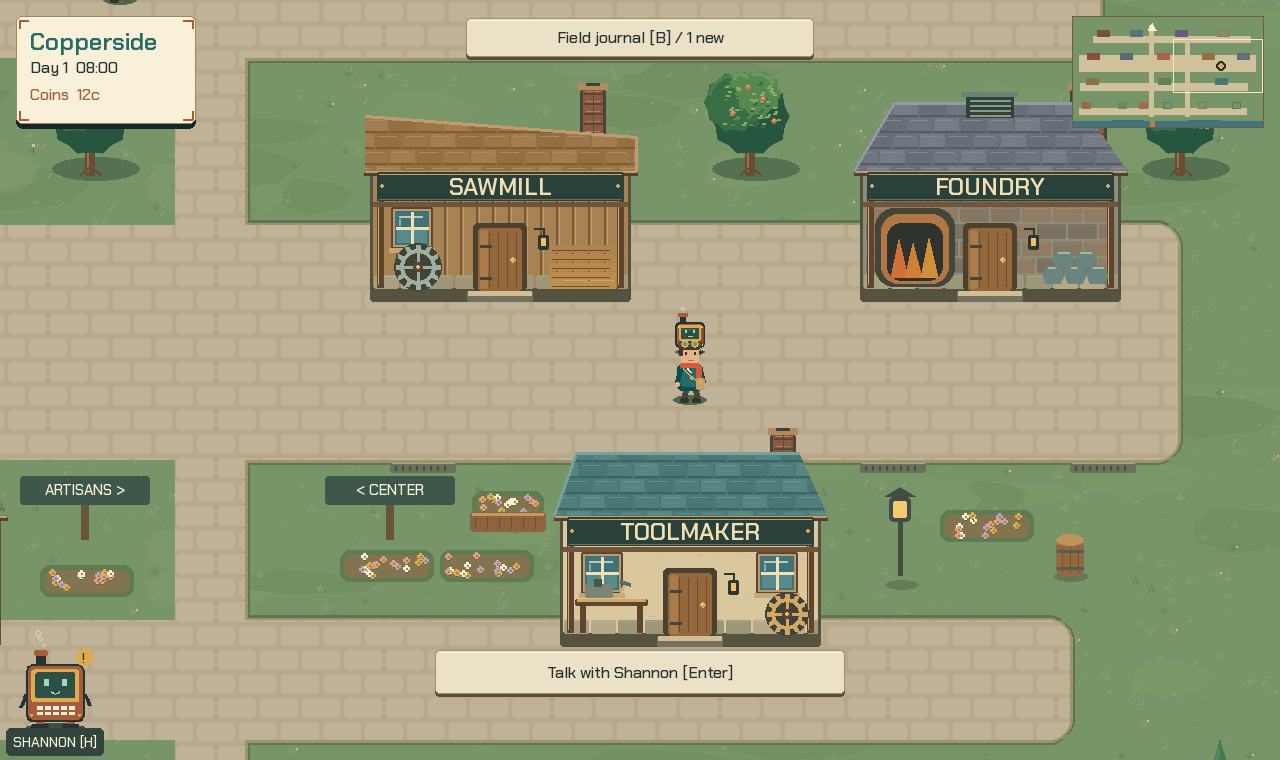 Copperside
Day 1 08:00
Coins 12c
Field journal [B] / 1 new
SAWMILL
FOUNDRY
ARTISANS >
< CENTER
TOOLMAKER
!
Talk with Shannon [Enter]
SHANNON [H]